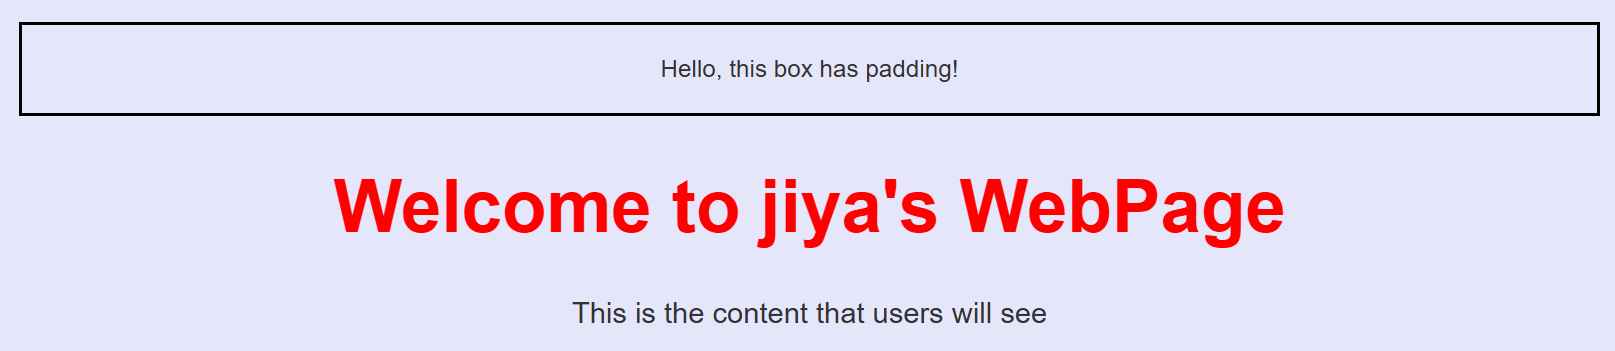 Hello, this box has padding!
Welcome to jiya's WebPage
This is the content that users will see